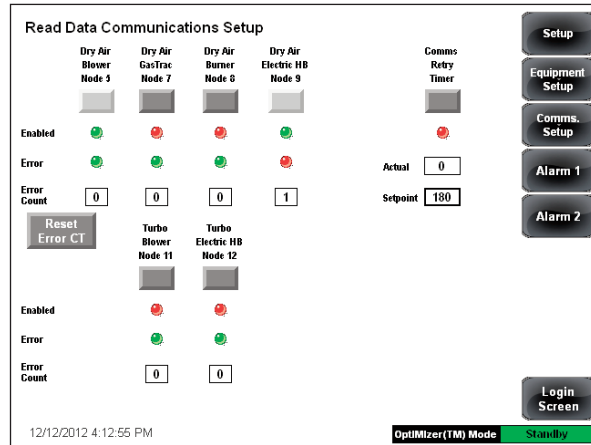 Read Data Communications Setup
Dry Air Blower Node 5
Dry Air GasTrac Node 7
Dry Air Burner Node 8
Dry Air Electric HB Node 9
Comms Retry Timer
Enabled
Error
Actual 0
Error Count 0 0 0 1
Setpoint 180
Reset Error CT
Turbo Blower Node 11
Turbo Electric HB Node 12
Enabled
Error
Error Count 0 0
12/12/2012 4:12:55 PM
OptiMIzer(TM) Mode Standby
Setup
Equipment Setup
Comms. Setup
Alarm 1
Alarm 2
Login Screen